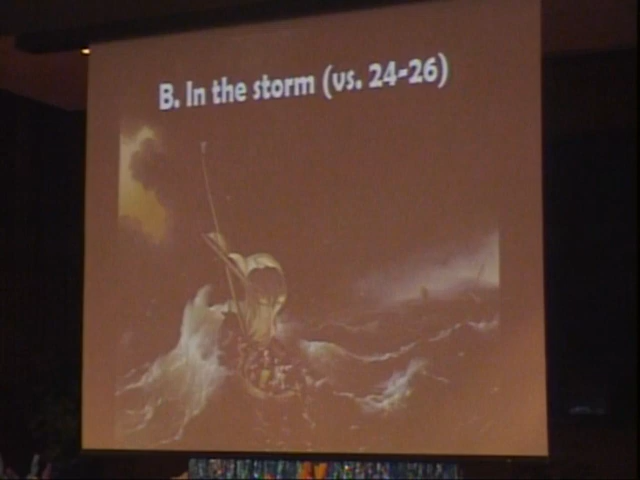 B. In the storm (vs. 24-26)